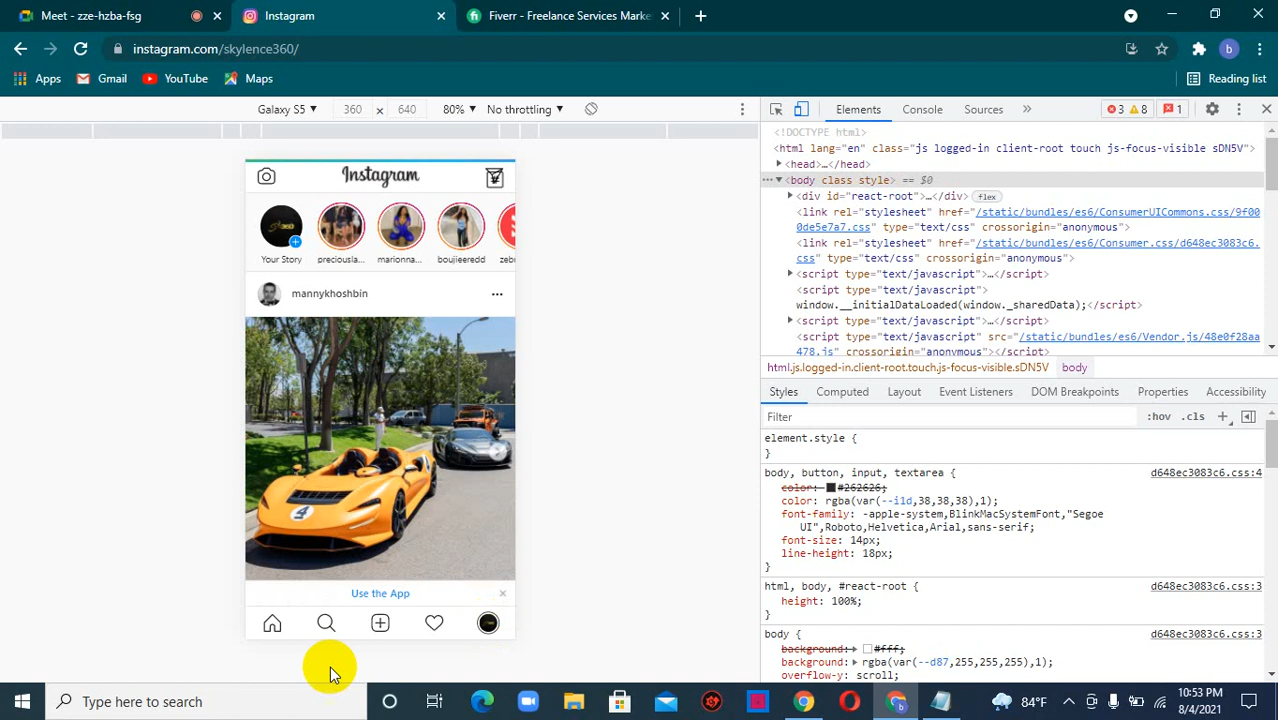 Meet - zze-hzba-fsg
Instagram
Fiverr - Freelance Services Marke
instagram.com/skylence360/
b
Apps
Gmail
YouTube
Maps
Reading list
Galaxy S5 ▼ 360 × 640 80% ▼ No throttling ▼
Instagram
Your Story
preciousla...
marionna...
boujieeredd
zebr
mannykhoshbin
Use the App
Elements Console Sources »
3 8 1
<!DOCTYPE html>
<html lang="en" class="js logged-in client-root touch js-focus-visible sDN5V">
<head>…</head>
<body class style> == $0
<div id="react-root">…</div> flex
<link rel="stylesheet" href="/static/bundles/es6/ConsumerUICommons.css/9f000
0de5e7a7.css" type="text/css" crossorigin="anonymous">
<link rel="stylesheet" href="/static/bundles/es6/Consumer.css/d648ec3083c6.
css" type="text/css" crossorigin="anonymous">
<script type="text/javascript">…</script>
<script type="text/javascript">
window.__initialDataLoaded(window._sharedData);</script>
<script type="text/javascript">…</script>
<script type="text/javascript" src="/static/bundles/es6/Vendor.js/48e0f28aa
478.js" crossorigin="anonymous"></script>
html.js.logged-in.client-root.touch.js-focus-visible.sDN5V body
Styles Computed Layout Event Listeners DOM Breakpoints Properties Accessibility
Filter
:hov .cls
element.style {
}
body, button, input, textarea { d648ec3083c6.css:4
color: #262626;
color: rgba(var(--i1d,38,38,38),1);
font-family: -apple-system,BlinkMacSystemFont,"Segoe
UI",Roboto,Helvetica,Arial,sans-serif;
font-size: 14px;
line-height: 18px;
}
html, body, #react-root { d648ec3083c6.css:3
height: 100%;
}
body { d648ec3083c6.css:3
background: #fff;
background: rgba(var(--d87,255,255,255),1);
overflow-y: scroll;
Type here to search
84°F
10:53 PM
8/4/2021